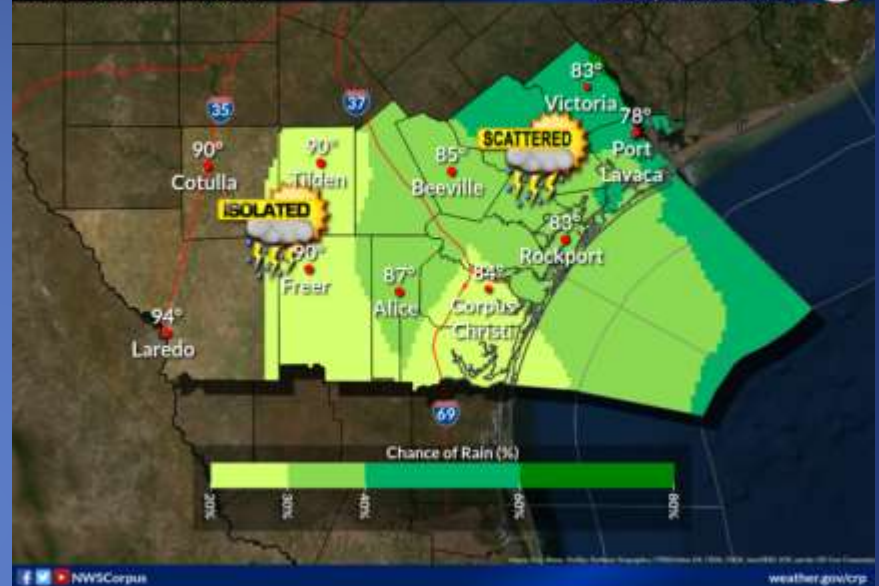 83°
Victoria
37
35
78°
Port
Lavaca
SCATTERED
90°
Cotulla
90°
Tilden
85°
Beeville
ISOLATED
83°
Rockport
90°
Freer
87°
Alice
84°
Corpus
Christi
94°
Laredo
69
Chance of Rain (%)
20%
30%
40%
60%
80%
NWSCorpus
weather.gov/crp